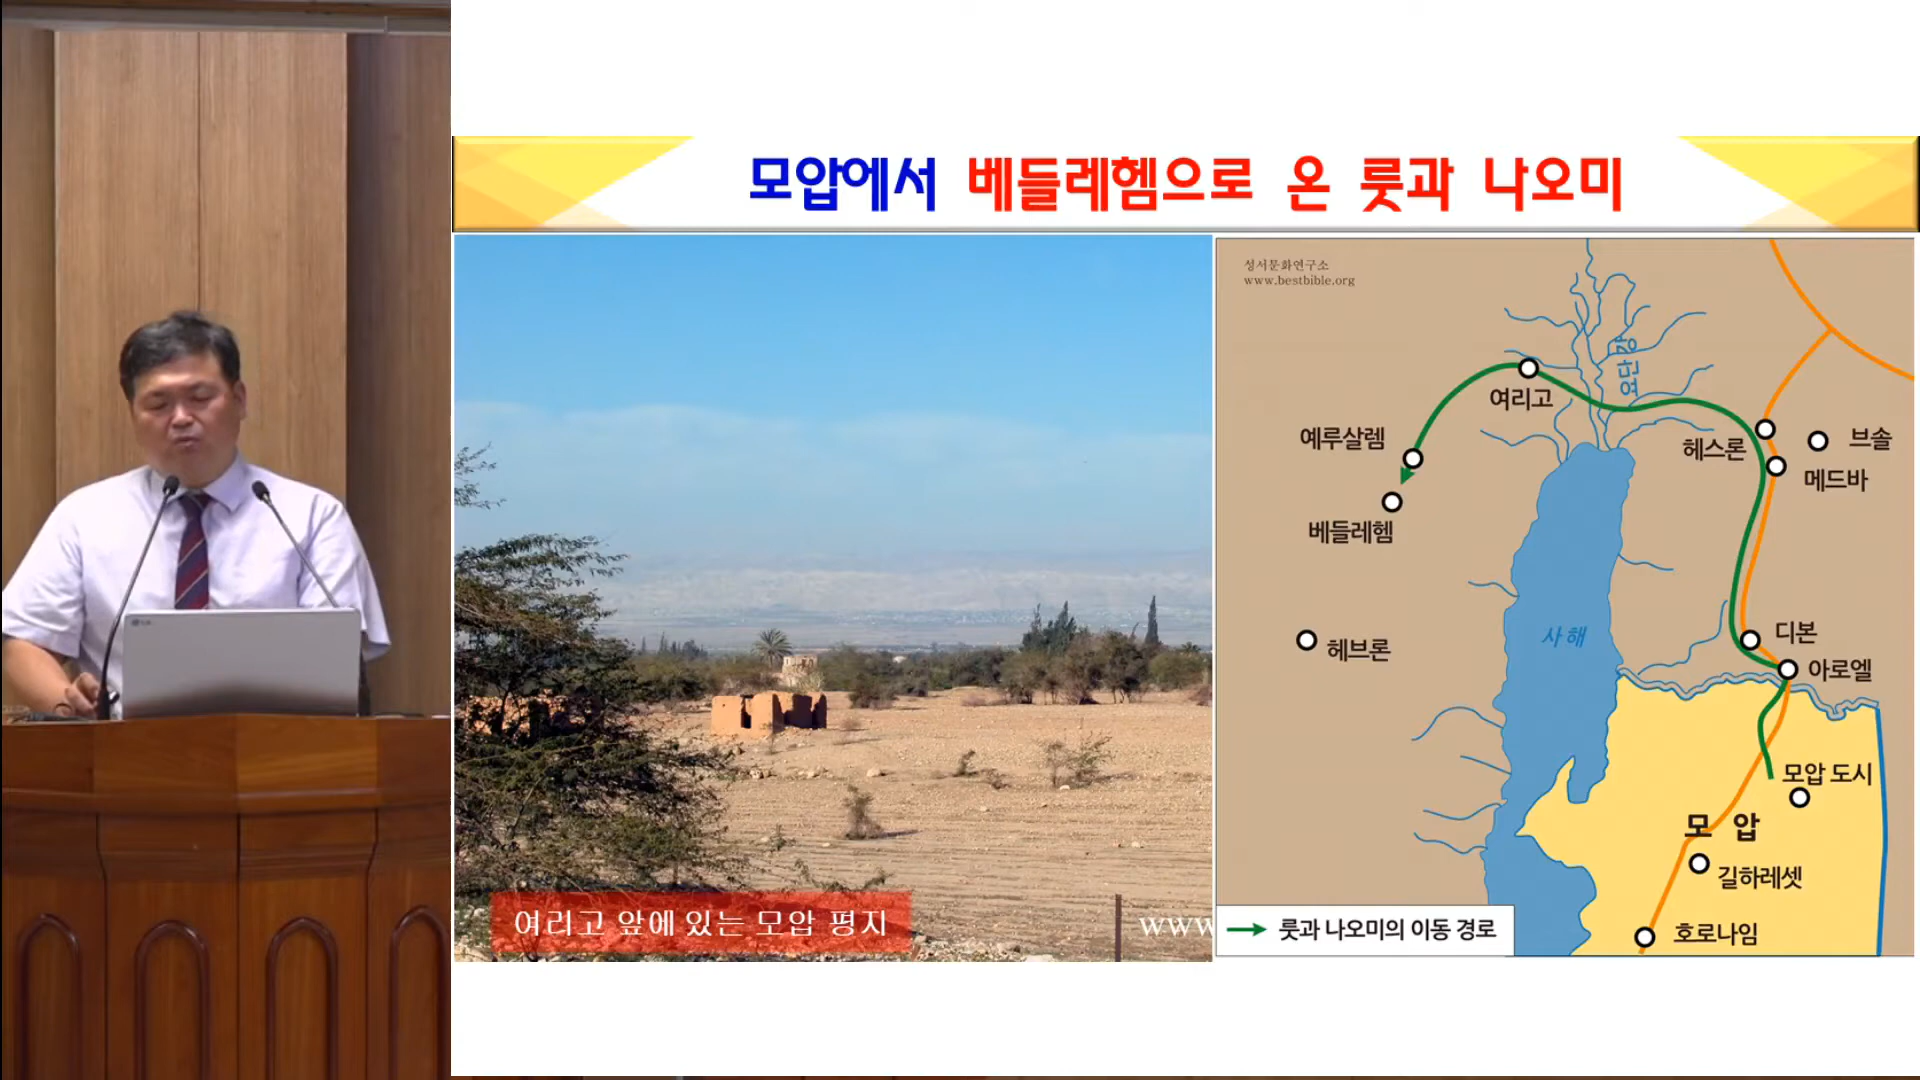 모압에서 베들레헴으로 온 룻과 나오미
여리고 앞에 있는 모압 평지
www
성서문화연구소
www.bestbible.org
요단강
여리고
예루살렘
베들레헴
헤브론
헤스론
브솔
메드바
사해
디본
아로엘
모압 도시
모 압
길하레셋
호로나임
룻과 나오미의 이동 경로